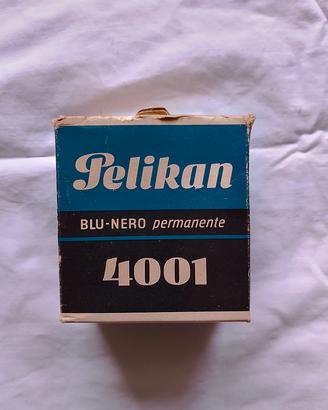 Pelikan
BLU-NERO permanente
4001